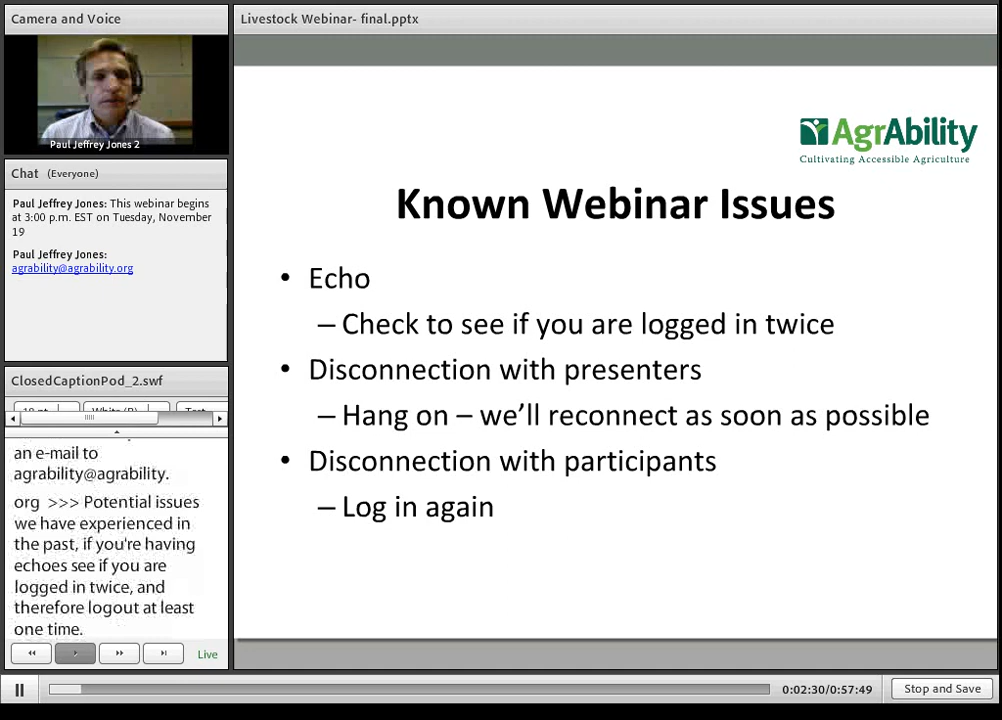 Camera and Voice
Paul Jeffrey Jones 2
Chat (Everyone)
Paul Jeffrey Jones: This webinar begins
at 3:00 p.m. EST on Tuesday, November
19
Paul Jeffrey Jones:
agrability@agrability.org
ClosedCaptionPod_2.swf
an e-mail to
agrability@agrability.
org >>> Potential issues
we have experienced in
the past, if you're having
echoes see if you are
logged in twice, and
therefore logout at least
one time.
Live
Livestock Webinar- final.pptx
AgrAbility
Cultivating Accessible Agriculture
Known Webinar Issues
• Echo
– Check to see if you are logged in twice
• Disconnection with presenters
– Hang on – we’ll reconnect as soon as possible
• Disconnection with participants
– Log in again
0:02:30/0:57:49
Stop and Save